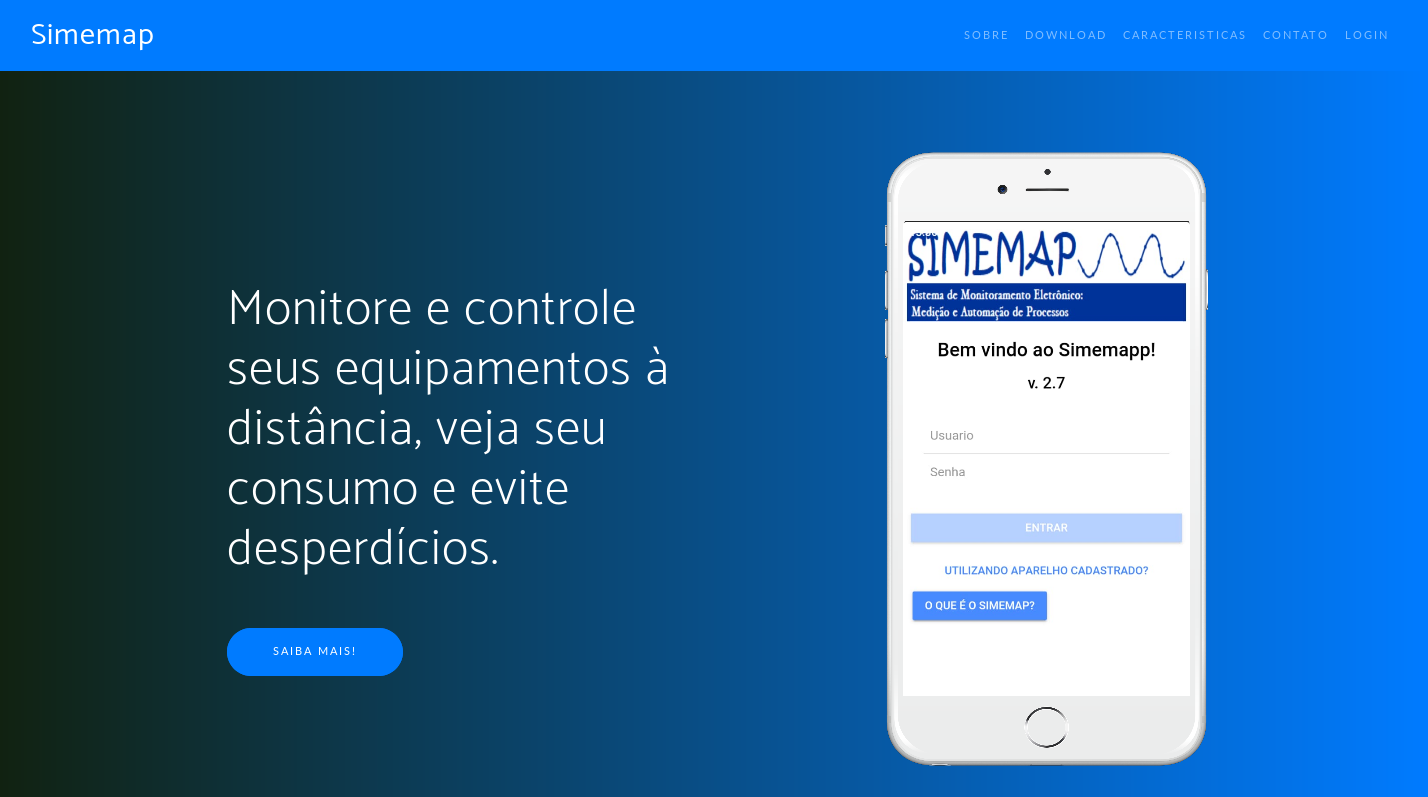 Simemap
SOBRE DOWNLOAD CARACTERISTICAS CONTATO LOGIN
Monitore e controle
seus equipamentos à
distância, veja seu
consumo e evite
desperdícios.
SAIBA MAIS!
SIMEMAP
Sistema de Monitoramento Eletrônico:
Medição e Automação de Processos
Bem vindo ao Simemapp!
v. 2.7
Usuario
Senha
ENTRAR
UTILIZANDO APARELHO CADASTRADO?
O QUE É O SIMEMAP?